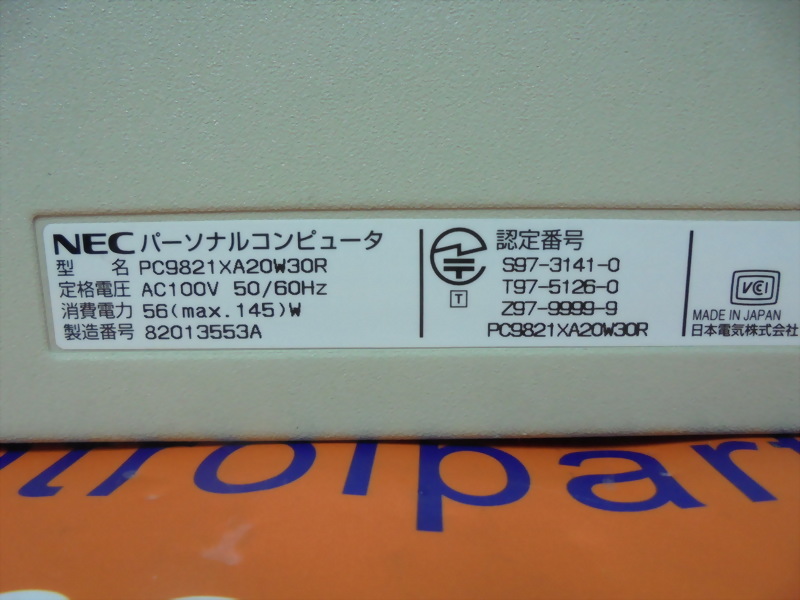 NEC パーソナルコンピュータ
型 名 PC9821XA20W30R
定格電圧 AC100V 50/60Hz
消費電力 56(max.145)W
製造番号 82013553A
T
認定番号
S97-3141-0
T97-5126-0
Z97-9999-9
PC9821XA20W30R
VCI
MADE IN JAPAN
日本電気株式会社
ntrolpart